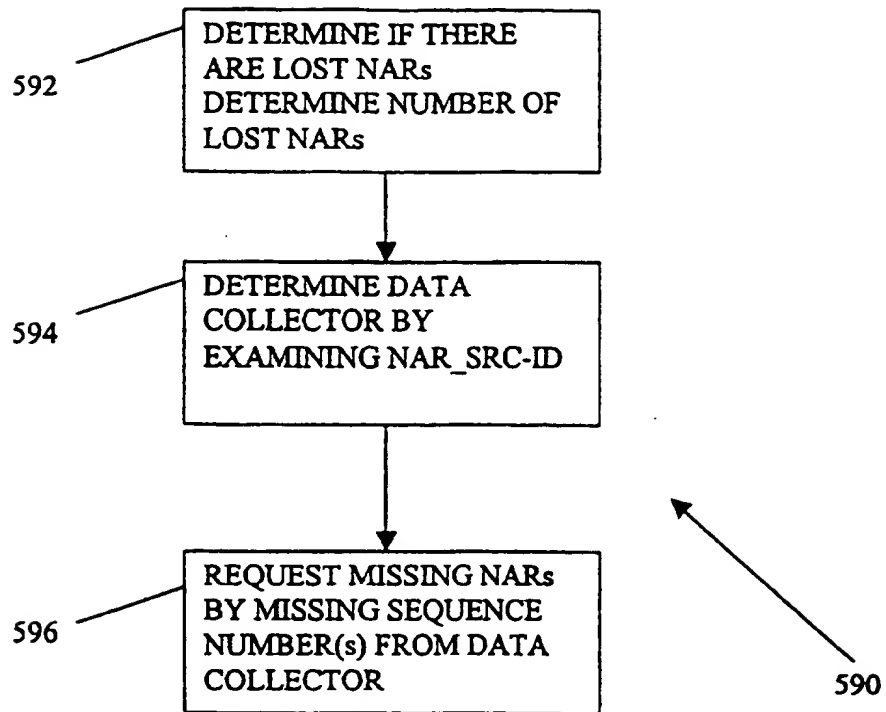 592
DETERMINE IF THERE
ARE LOST NARs
DETERMINE NUMBER OF
LOST NARs
594
DETERMINE DATA
COLLECTOR BY
EXAMINING NAR_SRC-ID
596
REQUEST MISSING NARs
BY MISSING SEQUENCE
NUMBER(s) FROM DATA
COLLECTOR
590